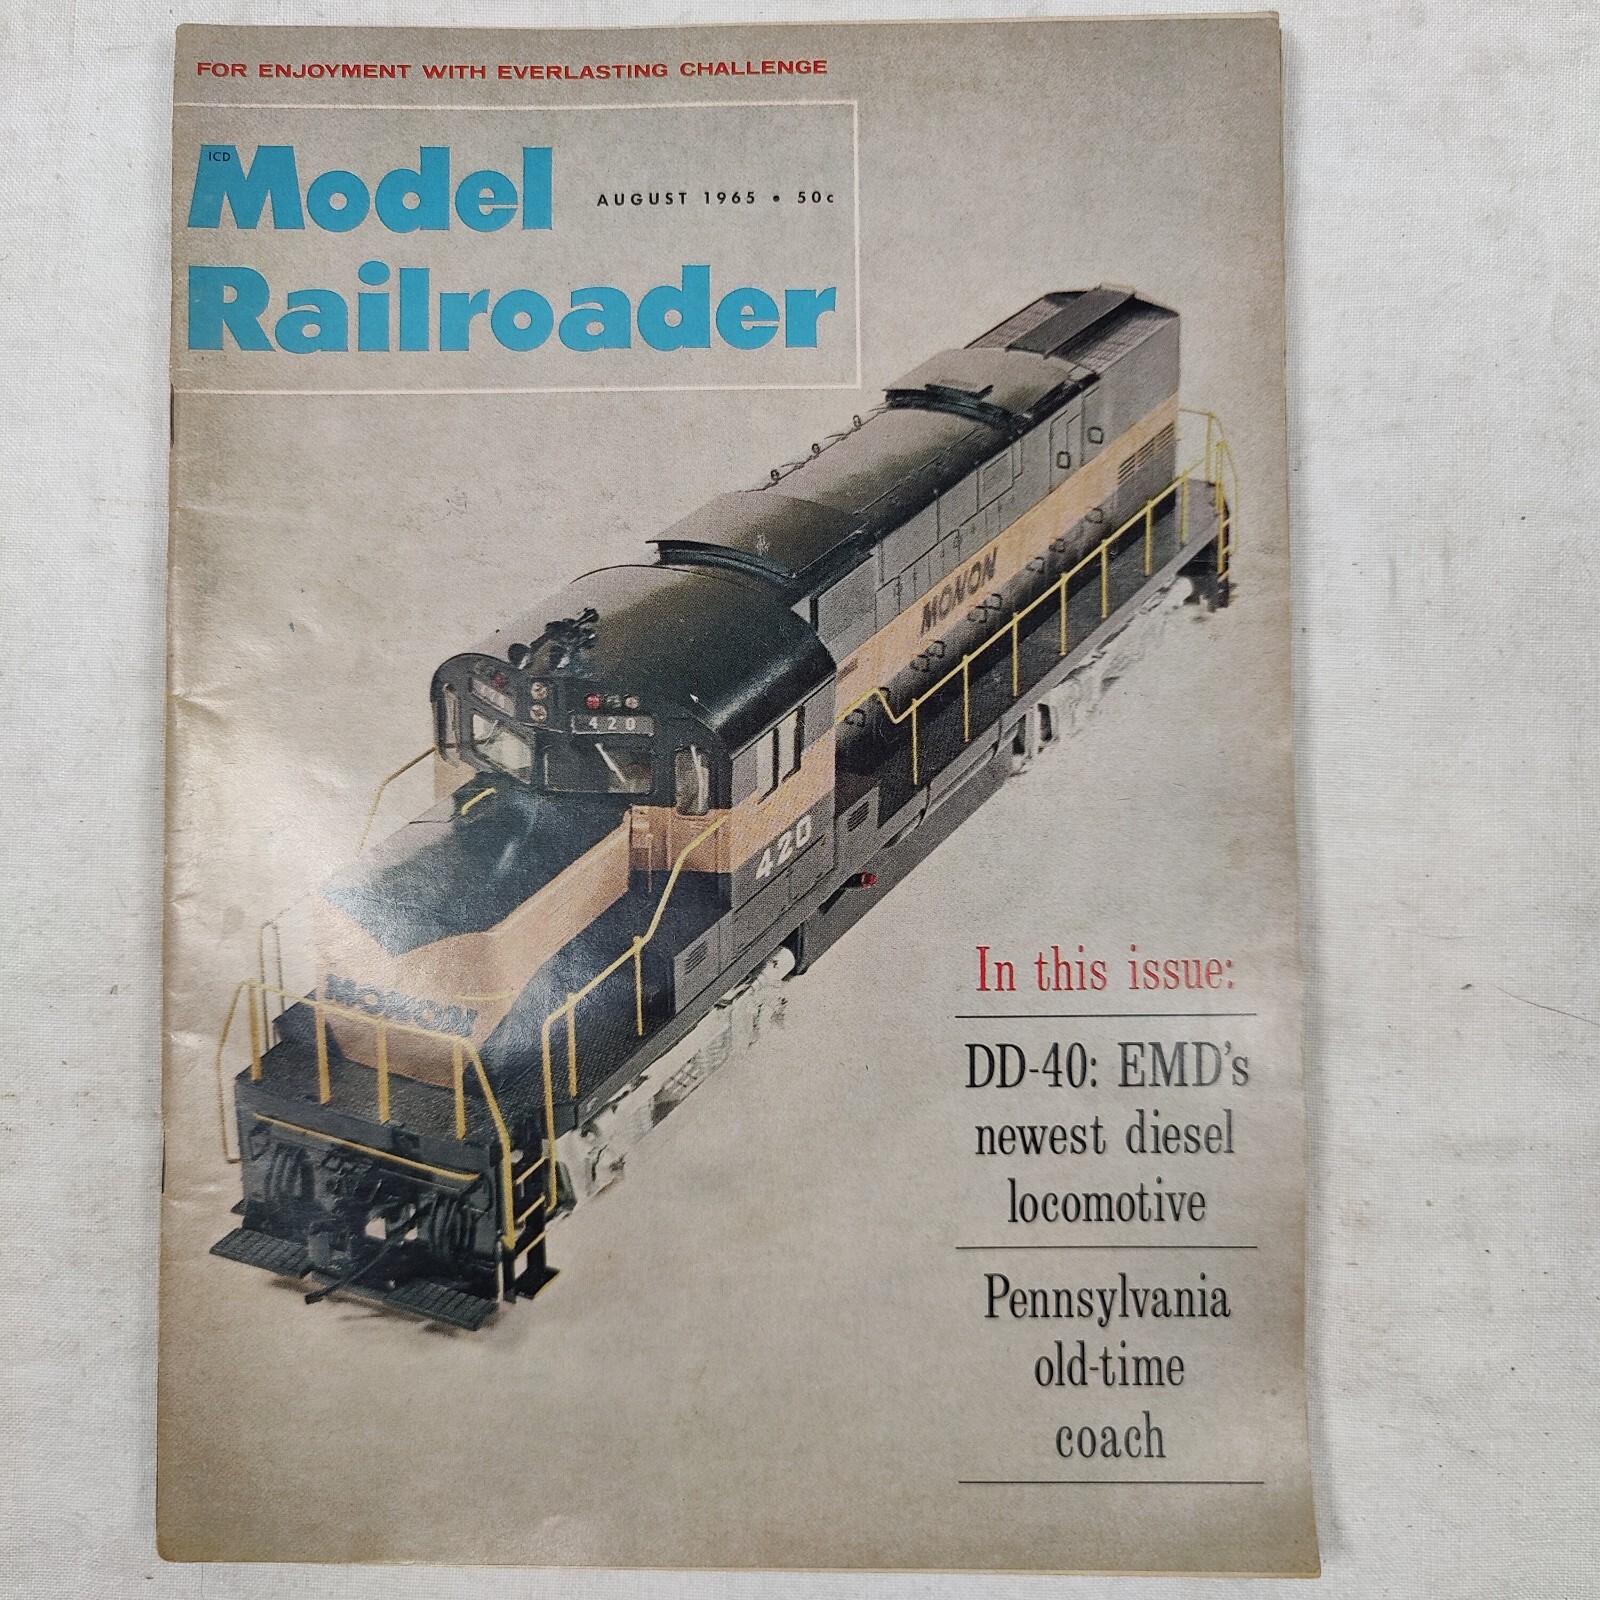 FOR ENJOYMENT WITH EVERLASTING CHALLENGE
ICD
Model
AUGUST 1965 • 50c
Railroader
420
MONON
420
MONON
In this issue:
DD-40: EMD's
newest diesel
locomotive
Pennsylvania
old-time
coach